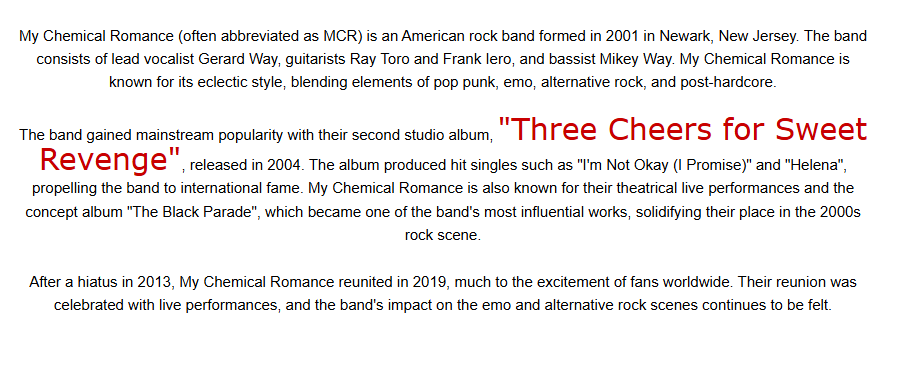 My Chemical Romance (often abbreviated as MCR) is an American rock band formed in 2001 in Newark, New Jersey. The band
consists of lead vocalist Gerard Way, guitarists Ray Toro and Frank Iero, and bassist Mikey Way. My Chemical Romance is
known for its eclectic style, blending elements of pop punk, emo, alternative rock, and post-hardcore.
The band gained mainstream popularity with their second studio album, "Three Cheers for Sweet
Revenge", released in 2004. The album produced hit singles such as "I'm Not Okay (I Promise)" and "Helena",
propelling the band to international fame. My Chemical Romance is also known for their theatrical live performances and the
concept album "The Black Parade", which became one of the band's most influential works, solidifying their place in the 2000s
rock scene.
After a hiatus in 2013, My Chemical Romance reunited in 2019, much to the excitement of fans worldwide. Their reunion was
celebrated with live performances, and the band's impact on the emo and alternative rock scenes continues to be felt.